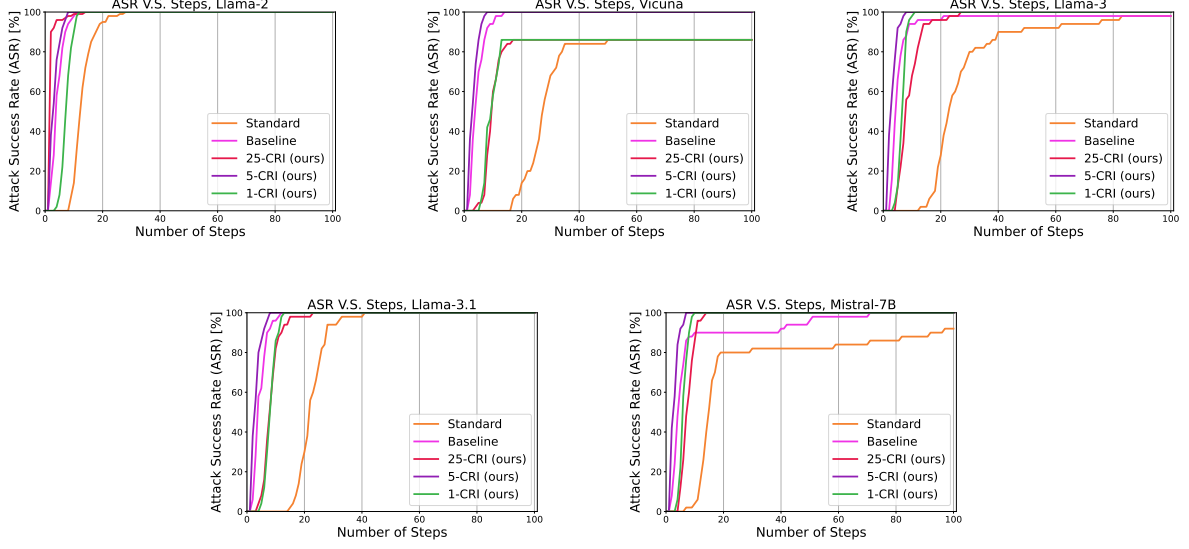 ASR V.S. Steps, Llama-2
Attack Success Rate (ASR) [%]
100
80
60
40
20
0
0
20
40
60
80
100
Number of Steps
Standard
Baseline
25-CRI (ours)
5-CRI (ours)
1-CRI (ours)
ASR V.S. Steps, Vicuna
Attack Success Rate (ASR) [%]
100
80
60
40
20
0
0
20
40
60
80
100
Number of Steps
Standard
Baseline
25-CRI (ours)
5-CRI (ours)
1-CRI (ours)
ASR V.S. Steps, Llama-3
Attack Success Rate (ASR) [%]
100
80
60
40
20
0
0
20
40
60
80
100
Number of Steps
Standard
Baseline
25-CRI (ours)
5-CRI (ours)
1-CRI (ours)
ASR V.S. Steps, Llama-3.1
Attack Success Rate (ASR) [%]
100
80
60
40
20
0
0
20
40
60
80
100
Number of Steps
Standard
Baseline
25-CRI (ours)
5-CRI (ours)
1-CRI (ours)
ASR V.S. Steps, Mistral-7B
Attack Success Rate (ASR) [%]
100
80
60
40
20
0
0
20
40
60
80
100
Number of Steps
Standard
Baseline
25-CRI (ours)
5-CRI (ours)
1-CRI (ours)